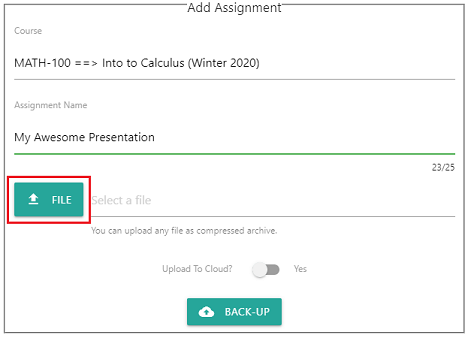 Add Assignment
Course
MATH-100 ==> Into to Calculus (Winter 2020)
Assignment Name
My Awesome Presentation
23/25
FILE Select a file
You can upload any file as compressed archive.
Upload To Cloud? Yes
BACK-UP